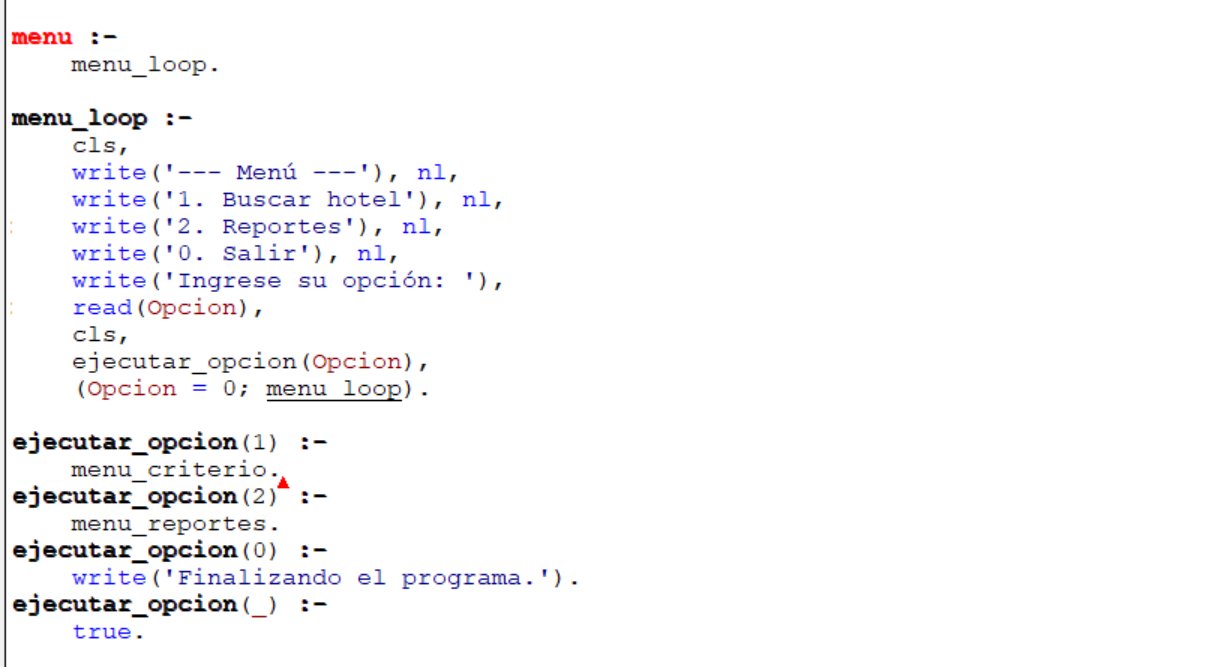 menu :-
    menu_loop.

menu_loop :-
    cls,
    write('--- Menú ---'), nl,
    write('1. Buscar hotel'), nl,
    write('2. Reportes'), nl,
    write('0. Salir'), nl,
    write('Ingrese su opción: '),
    read(Opcion),
    cls,
    ejecutar_opcion(Opcion),
    (Opcion = 0; menu_loop).

ejecutar_opcion(1) :-
    menu_criterio.
ejecutar_opcion(2) :-
    menu_reportes.
ejecutar_opcion(0) :-
    write('Finalizando el programa.').
ejecutar_opcion(_) :-
    true.